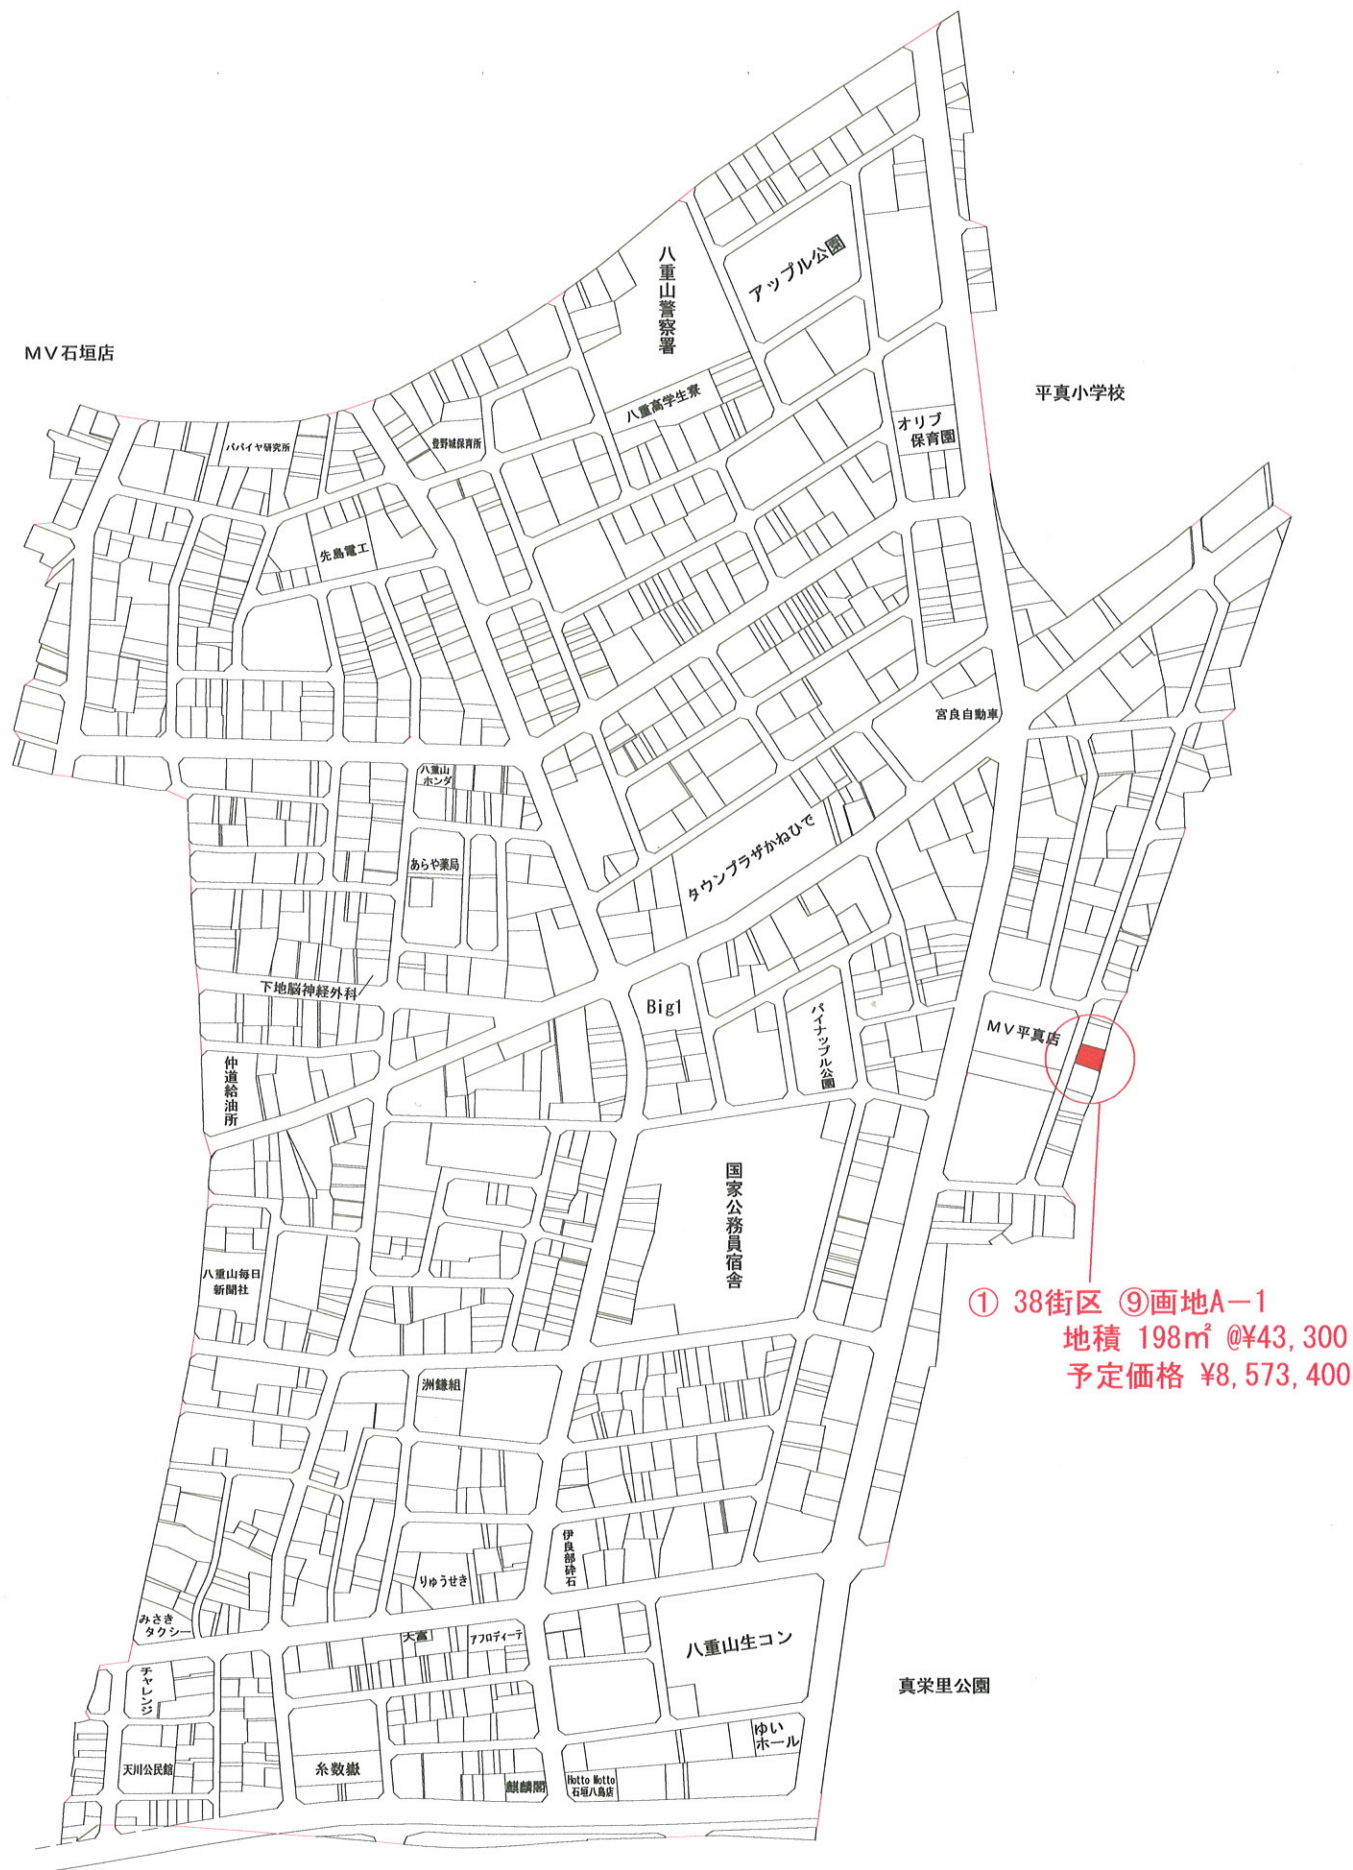 八重山警察署
アップル公園
MV石垣店
平真小学校
八重高学生寮
オリブ
保育園
パパイヤ研究所
登野城保育所
先島電工
宮良自動車
八重山
ホンダ
タウンプラザかねひで
あらや薬局
下地脳神経外科
Big1
パイナップル公園
MV平真店
仲道給油所
国家公務員宿舎
八重山毎日
新聞社
① 38街区 ⑨画地A－1
地積 198㎡ @¥43,300
予定価格 ¥8,573,400
洲鎌組
伊良部砕石
りゅうせき
みさき
タクシー
大富
アフロディーテ
八重山生コン
チャレンジ
真栄里公園
ゆい
ホール
天川公民館
糸数嶽
麒麟閣
Hotto Motto
石垣八島店